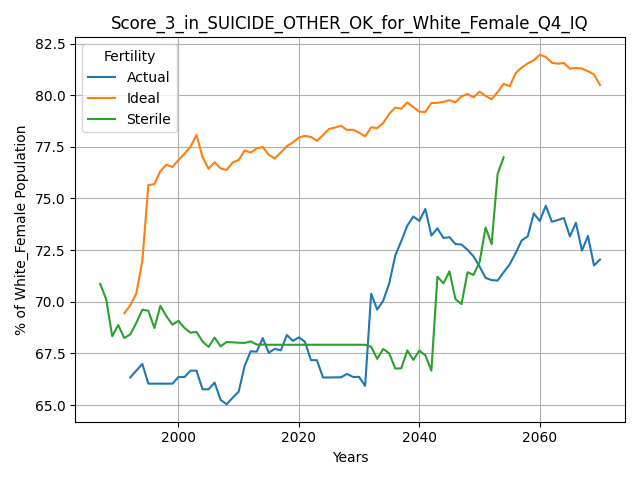 Score_3_in_SUICIDE_OTHER_OK_for_White_Female_Q4_IQ
Fertility
Actual
Ideal
Sterile
% of White_Female Population
82.5
80.0
77.5
75.0
72.5
70.0
67.5
65.0
2000
2020
2040
2060
Years